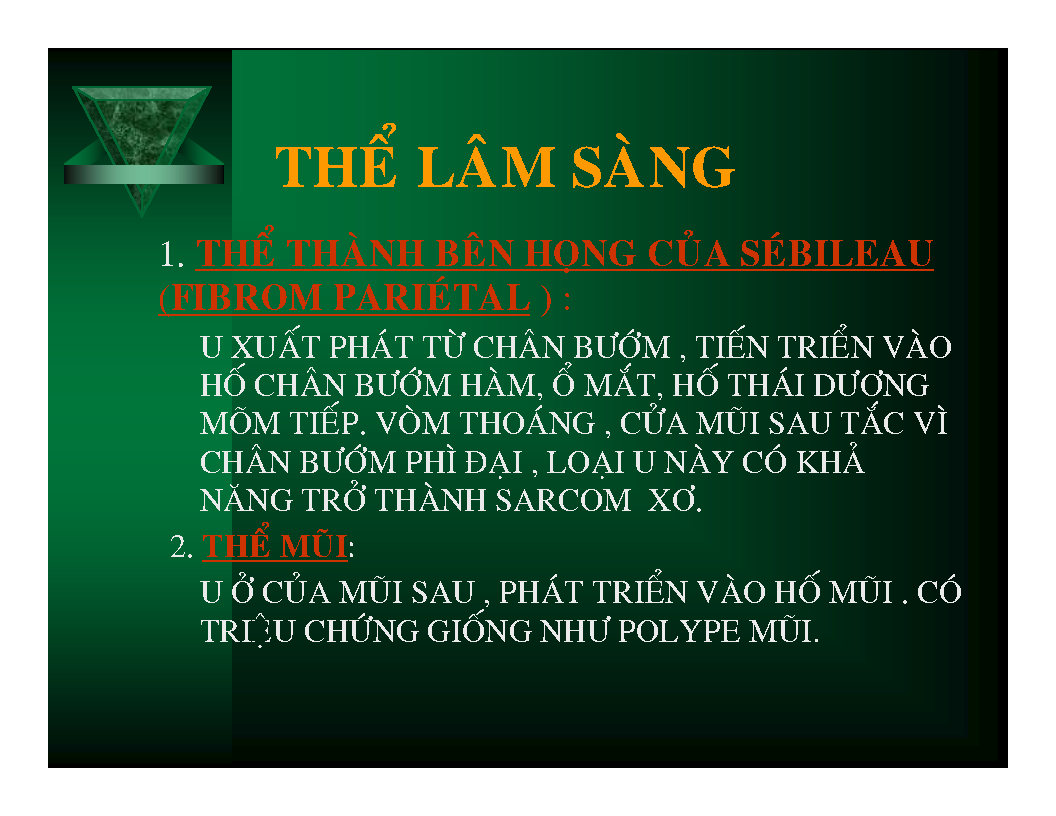 THỂ LÂM SÀNG
1. THỂ THÀNH BÊN HỌNG CỦA SÉBILEAU
(FIBROM PARIÉTAL ) :
U XUẤT PHÁT TỪ CHÂN BƯỚM , TIẾN TRIỂN VÀO
HỐ CHÂN BƯỚM HÀM, Ổ MẮT, HỐ THÁI DƯƠNG
MÕM TIẾP. VÒM THOÁNG , CỬA MŨI SAU TẮC VÌ
CHÂN BƯỚM PHÌ ĐẠI , LOẠI U NÀY CÓ KHẢ
NĂNG TRỞ THÀNH SARCOM XƠ.
2. THỂ MŨI:
U Ở CỦA MŨI SAU , PHÁT TRIỂN VÀO HỐ MŨI . CÓ
TRIỆU CHỨNG GIỐNG NHƯ POLYPE MŨI.